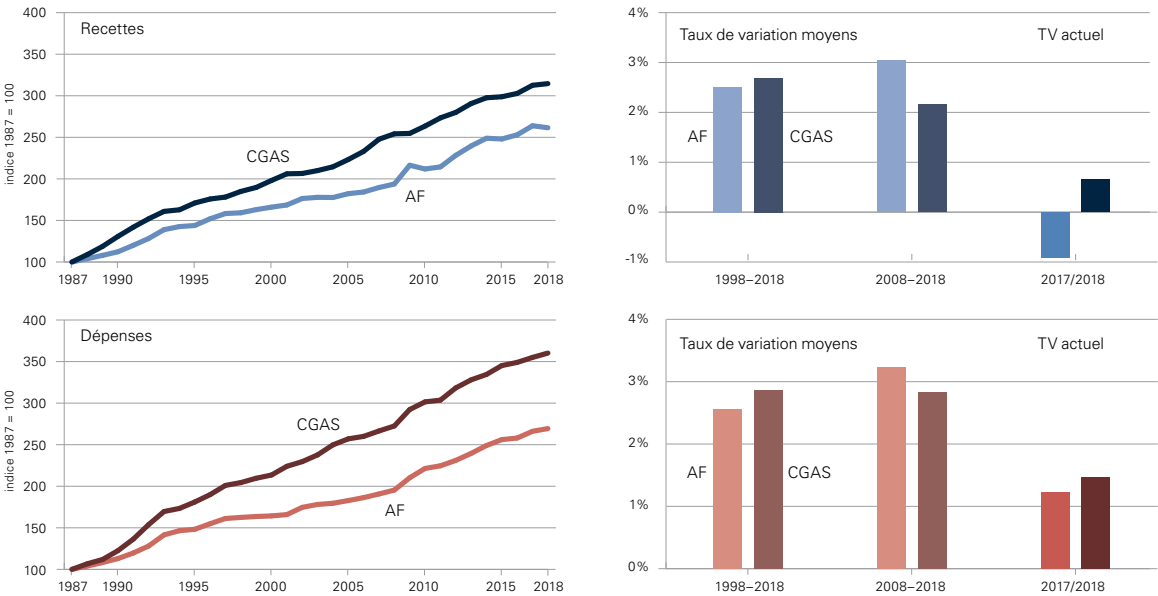 Recettes
indice 1987 = 100
400
350
300
250
200
150
100
CGAS
AF
1987 1990 1995 2000 2005 2010 2015 2018
Taux de variation moyens TV actuel
4%
3%
2%
1%
0%
-1%
AF CGAS
1998–2018 2008–2018 2017/2018
Dépenses
indice 1987 = 100
400
350
300
250
200
150
100
CGAS
AF
1987 1990 1995 2000 2005 2010 2015 2018
Taux de variation moyens TV actuel
4%
3%
2%
1%
0%
AF CGAS
1998–2018 2008–2018 2017/2018